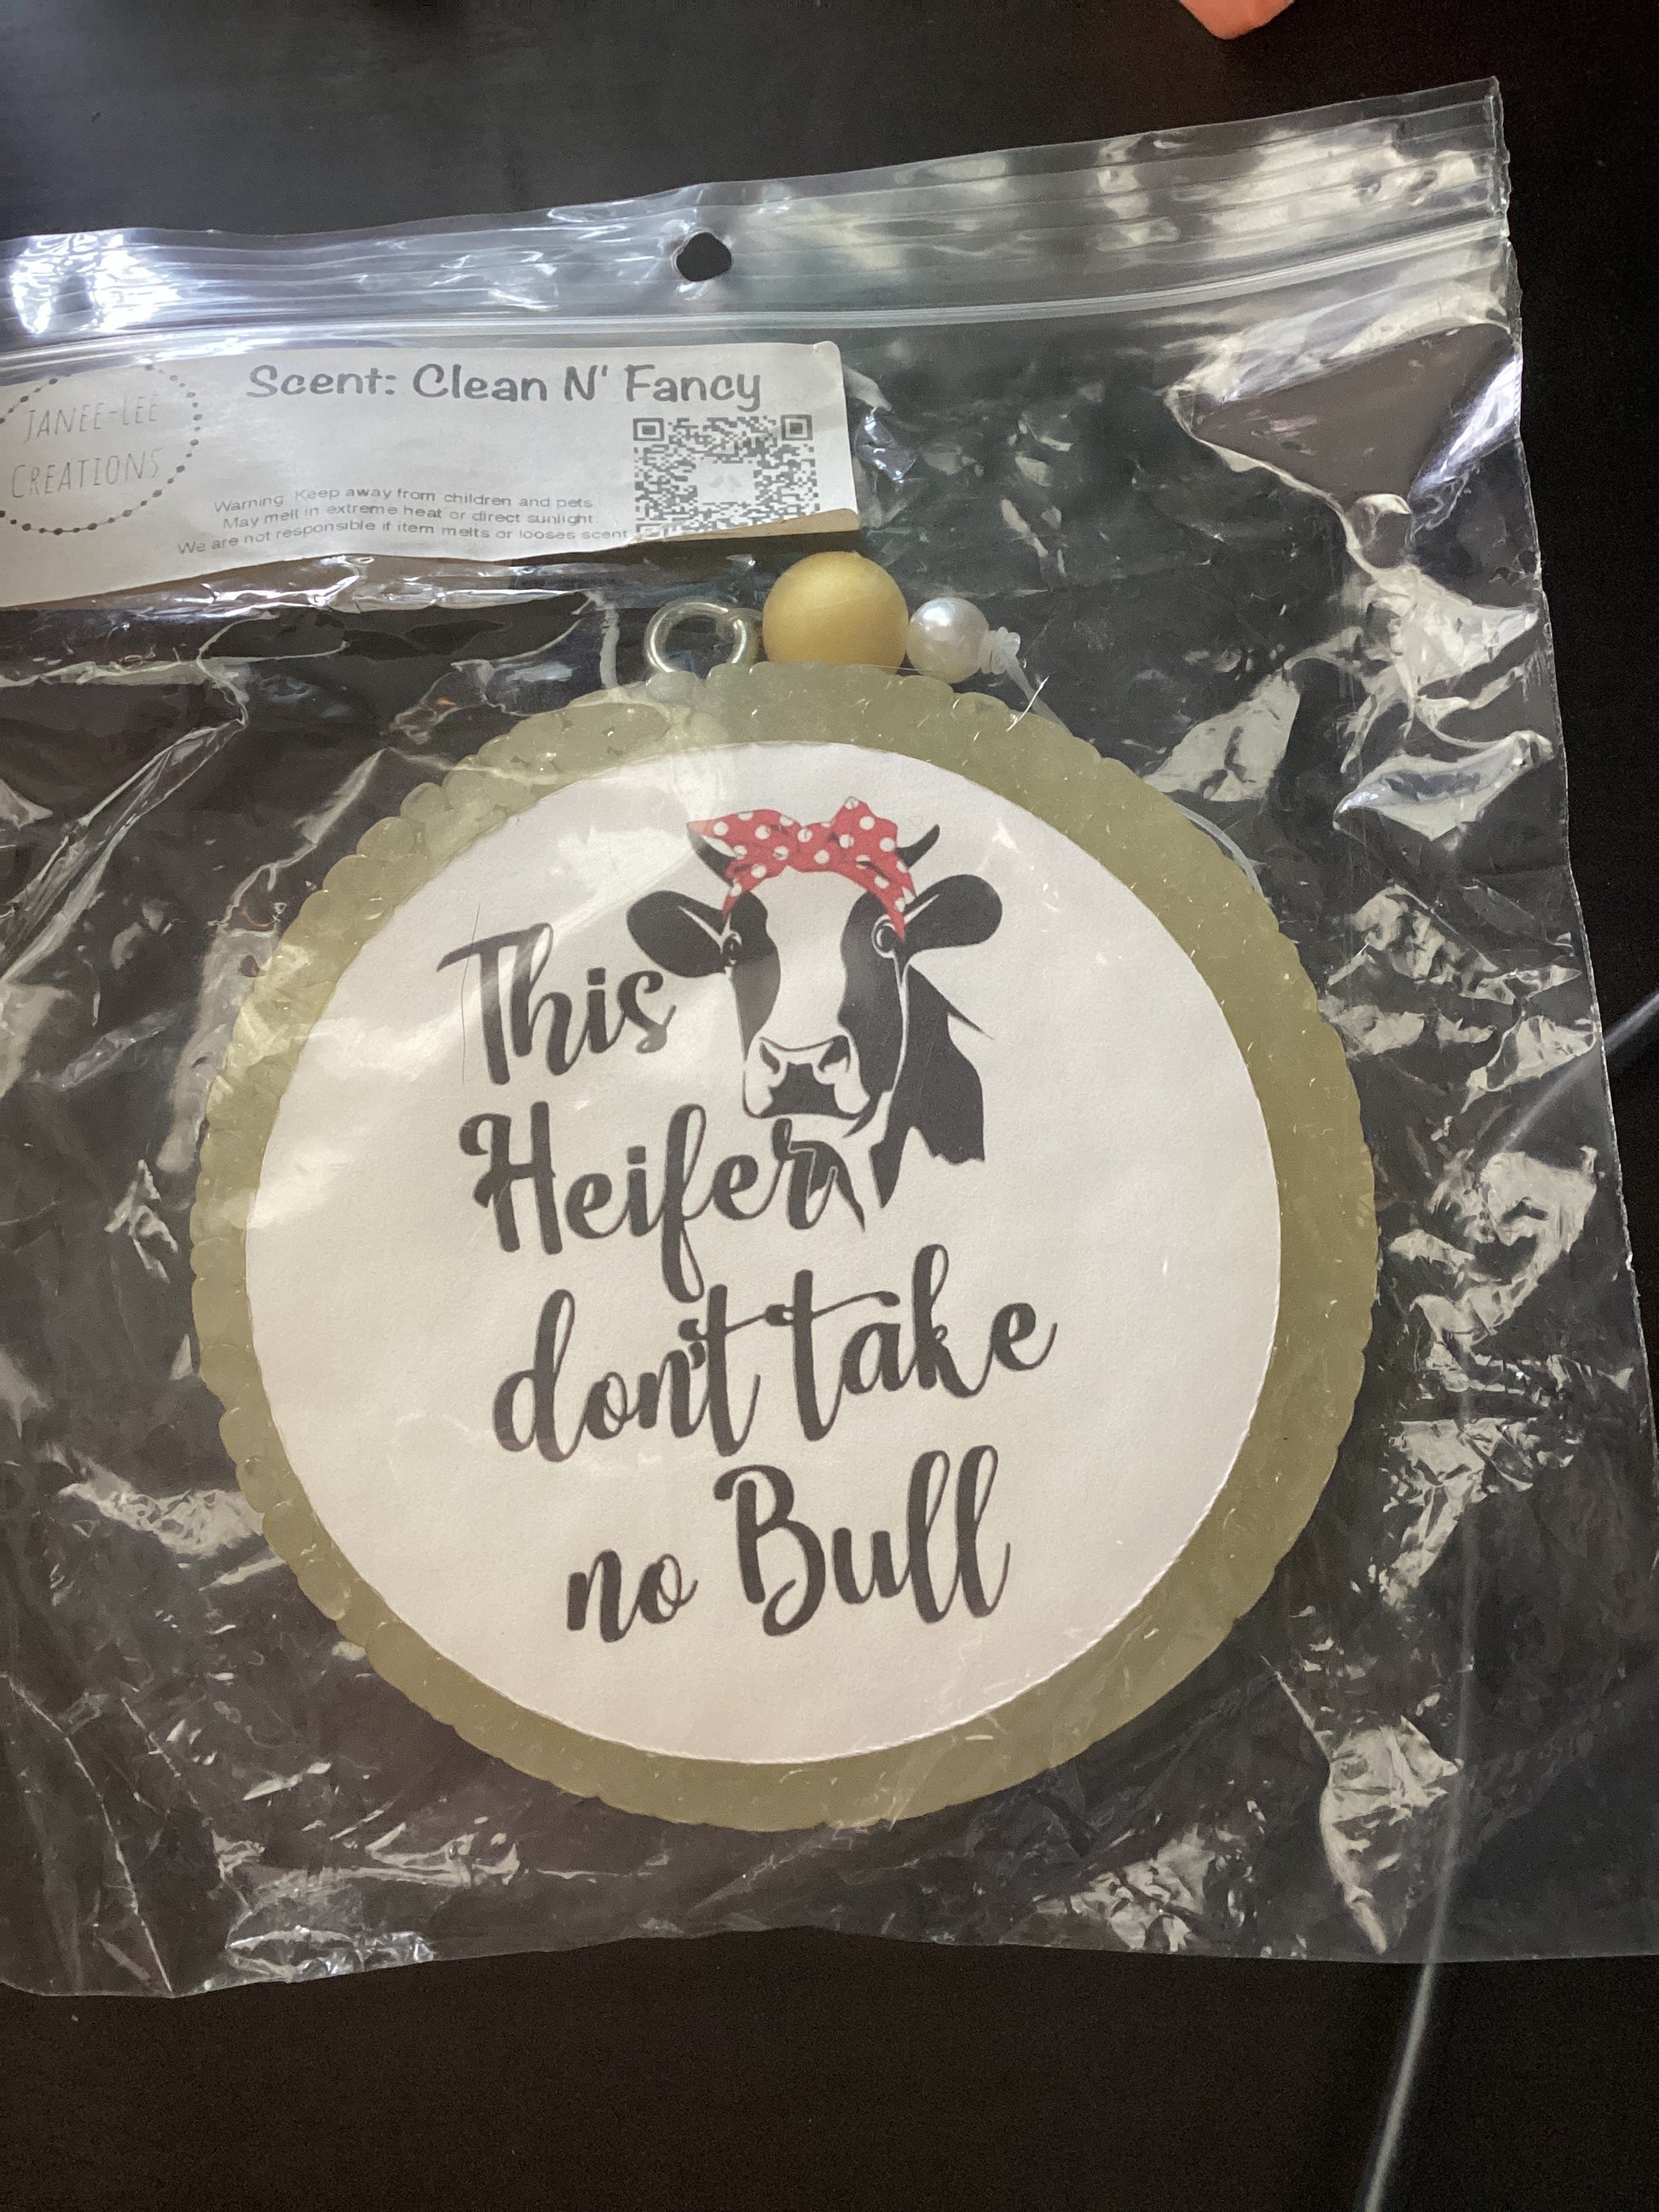 Scent: Clean N' Fancy
JANEE-LEE
CREATIONS
Warning: Keep away from children and pets
May melt in extreme heat or direct sunlight.
We are not responsible if item melts or looses scent
This
Heifer
don't take
no Bull